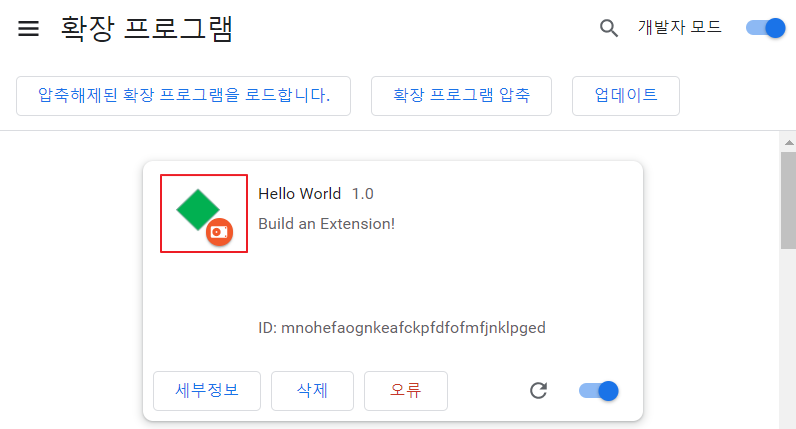 확장 프로그램
개발자 모드
압축해제된 확장 프로그램을 로드합니다.
확장 프로그램 압축
업데이트
Hello World 1.0
Build an Extension!
ID: mnohefaognkeafckpfdfofmfjnklpged
세부정보
삭제
오류